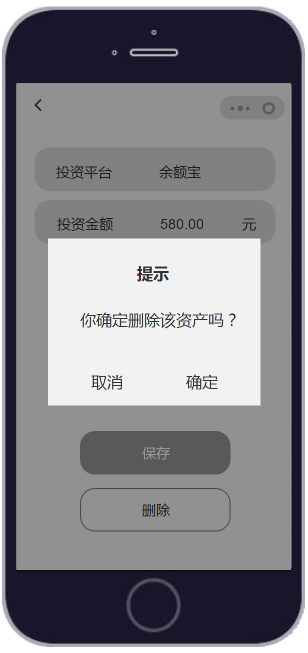 投资平台 余额宝
投资金额 580.00 元
提示
你确定删除该资产吗？
取消 确定
保存
删除